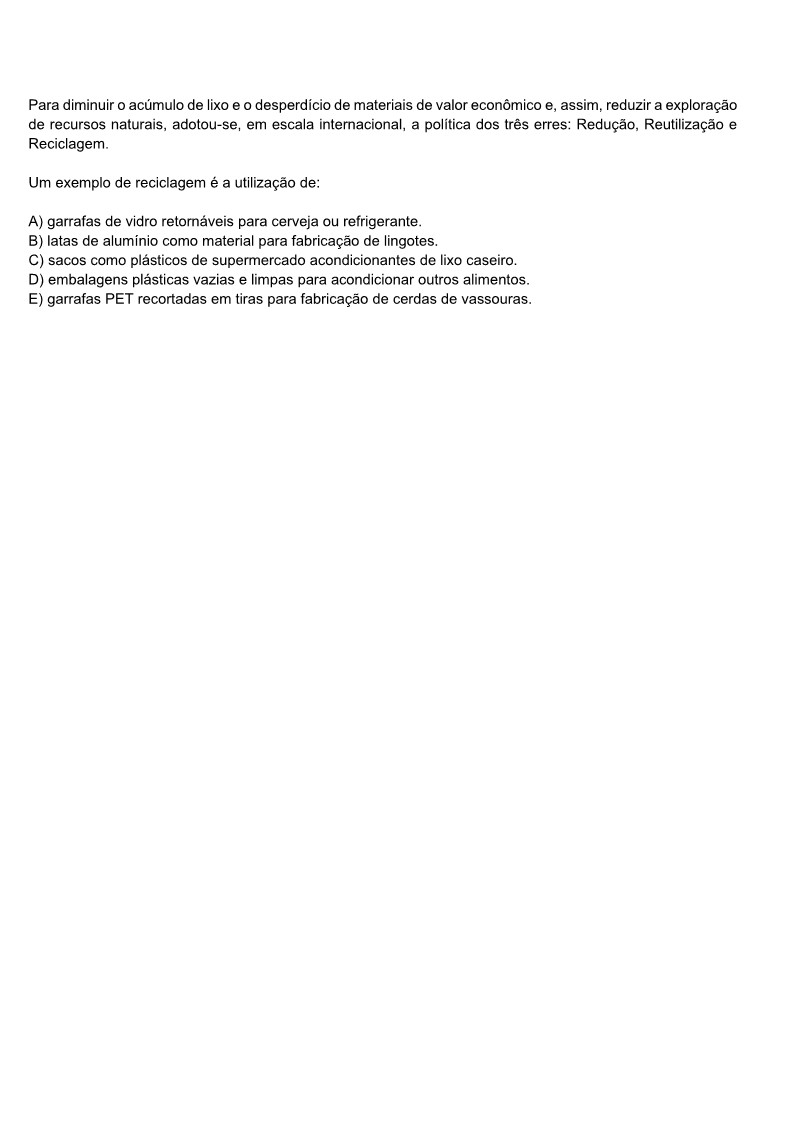 Para diminuir o acúmulo de lixo e o desperdício de materiais de valor econômico e, assim, reduzir a exploração
de recursos naturais, adotou-se, em escala internacional, a política dos três erres: Redução, Reutilização e
Reciclagem.
Um exemplo de reciclagem é a utilização de:
A) garrafas de vidro retornáveis para cerveja ou refrigerante.
B) latas de alumínio como material para fabricação de lingotes.
C) sacos como plásticos de supermercado acondicionantes de lixo caseiro.
D) embalagens plásticas vazias e limpas para acondicionar outros alimentos.
E) garrafas PET recortadas em tiras para fabricação de cerdas de vassouras.